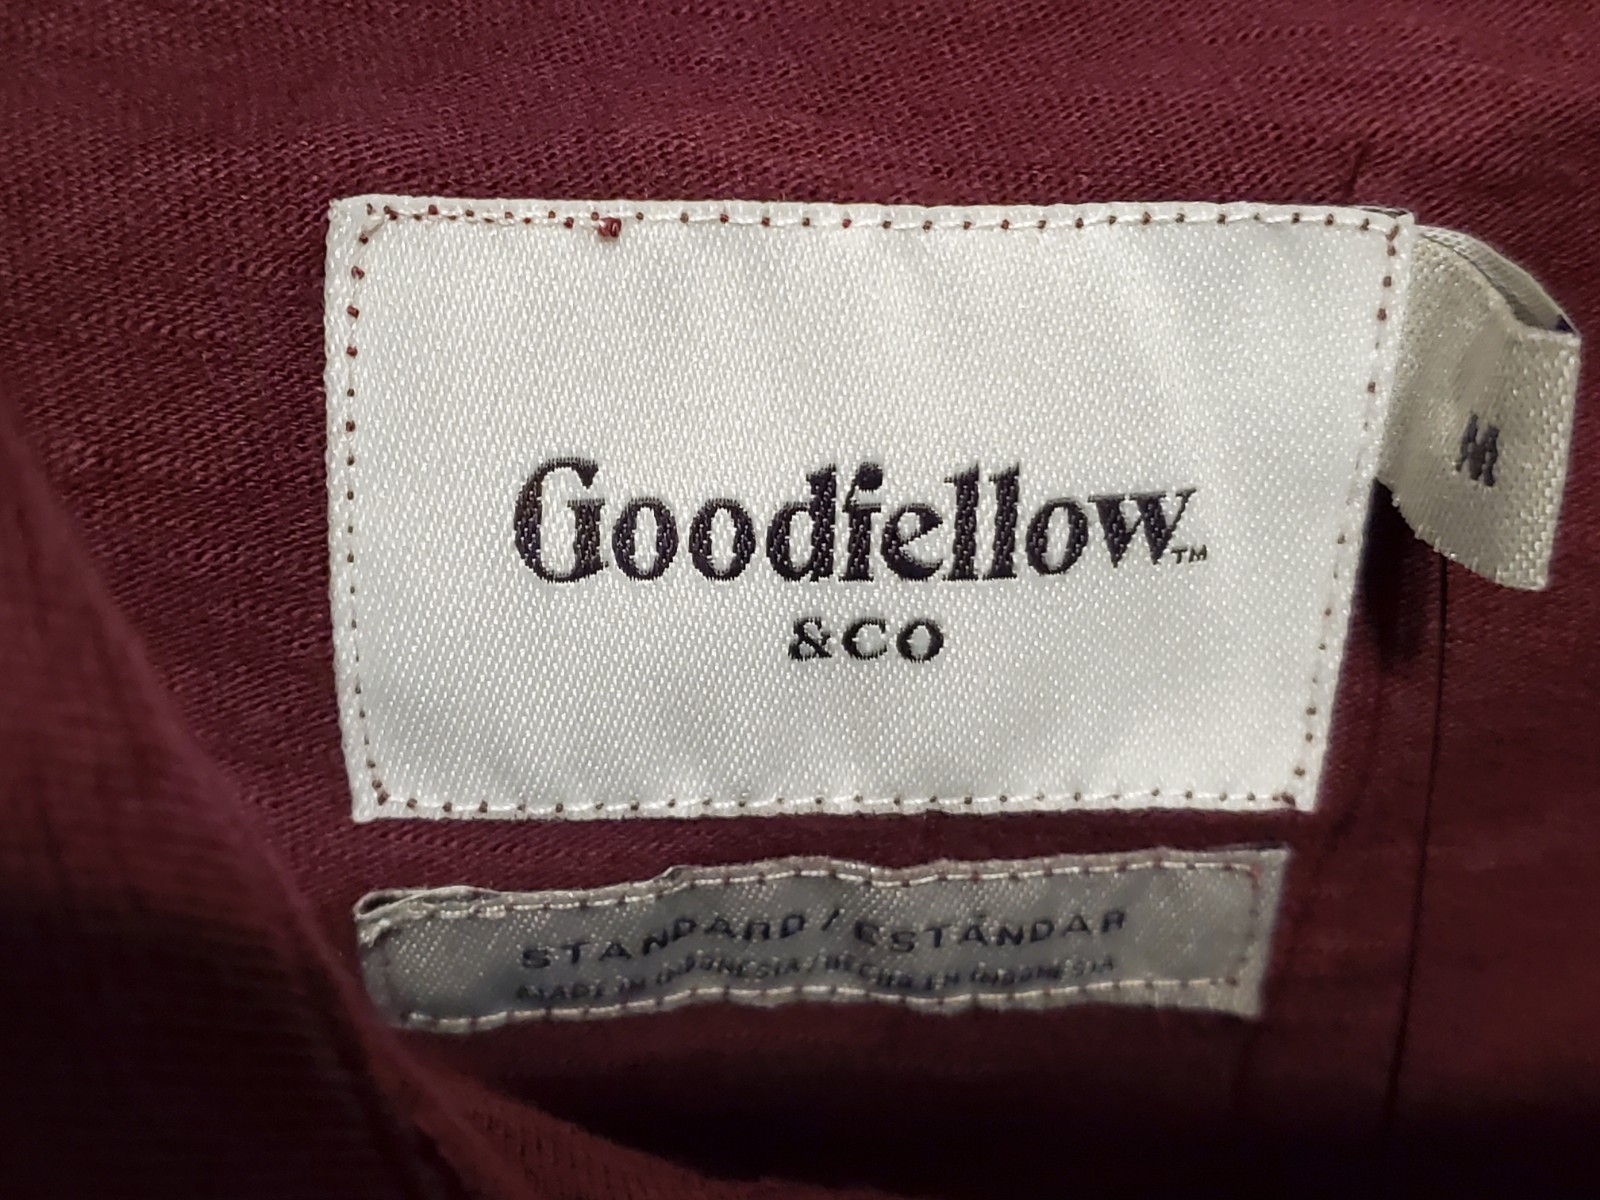 Goodfellow™
&CO
M
STANDARD/ESTÁNDAR
MADE IN INDONESIA/HECHO EN INDONESIA